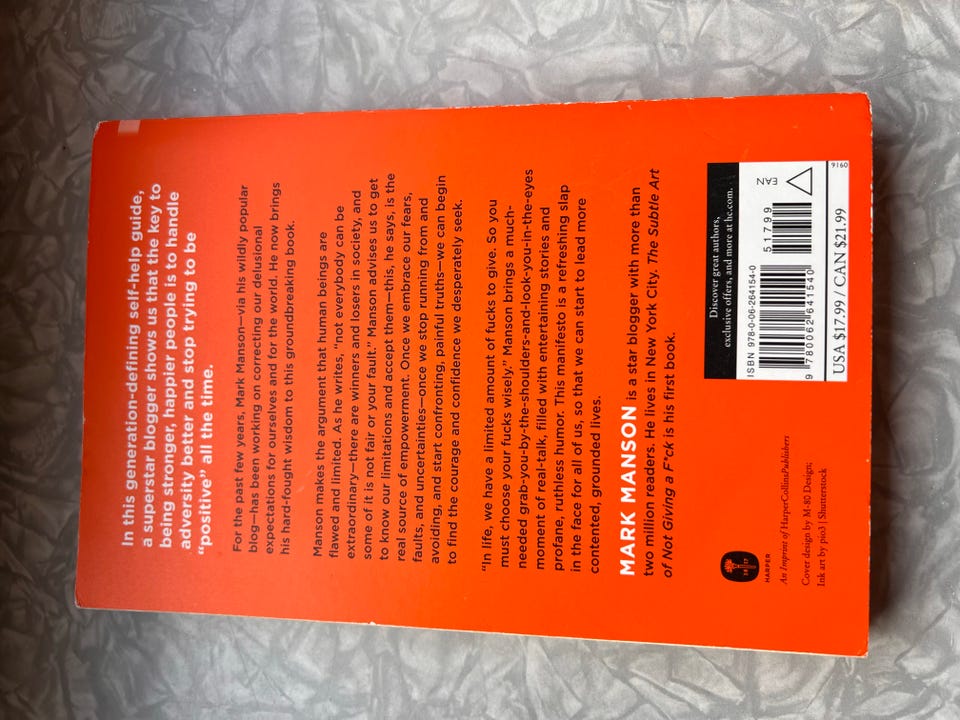 In this generation-defining self-help guide,
a superstar blogger shows us that the key to
being stronger, happier people is to handle
adversity better and stop trying to be
“positive” all the time.
For the past few years, Mark Manson—via his wildly popular
blog—has been working on correcting our delusional
expectations for ourselves and for the world. He now brings
his hard-fought wisdom to this groundbreaking book.
Manson makes the argument that human beings are
flawed and limited. As he writes, “not everybody can be
extraordinary—there are winners and losers in society, and
some of it is not fair or your fault.” Manson advises us to get
to know our limitations and accept them—this, he says, is the
real source of empowerment. Once we embrace our fears,
faults, and uncertainties—once we stop running from and
avoiding, and start confronting, painful truths—we can begin
to find the courage and confidence we desperately seek.
“In life, we have a limited amount of fucks to give. So you
must choose your fucks wisely.” Manson brings a much-
needed grab-you-by-the-shoulders-and-look-you-in-the-eyes
moment of real-talk, filled with entertaining stories and
profane, ruthless humor. This manifesto is a refreshing slap
in the face for all of us, so that we can start to lead more
contented, grounded lives.
MARK MANSON is a star blogger with more than
two million readers. He lives in New York City. The Subtle Art
of Not Giving a F*ck is his first book.
HARPER
An Imprint of HarperCollinsPublishers
Cover design by M-80 Design;
Ink art by pio3 | Shutterstock
Discover great authors,
exclusive offers, and more at hc.com.
ISBN 978-0-06-264154-0
EAN
51799
9 780062 641540
9160
USA $17.99 / CAN $21.99